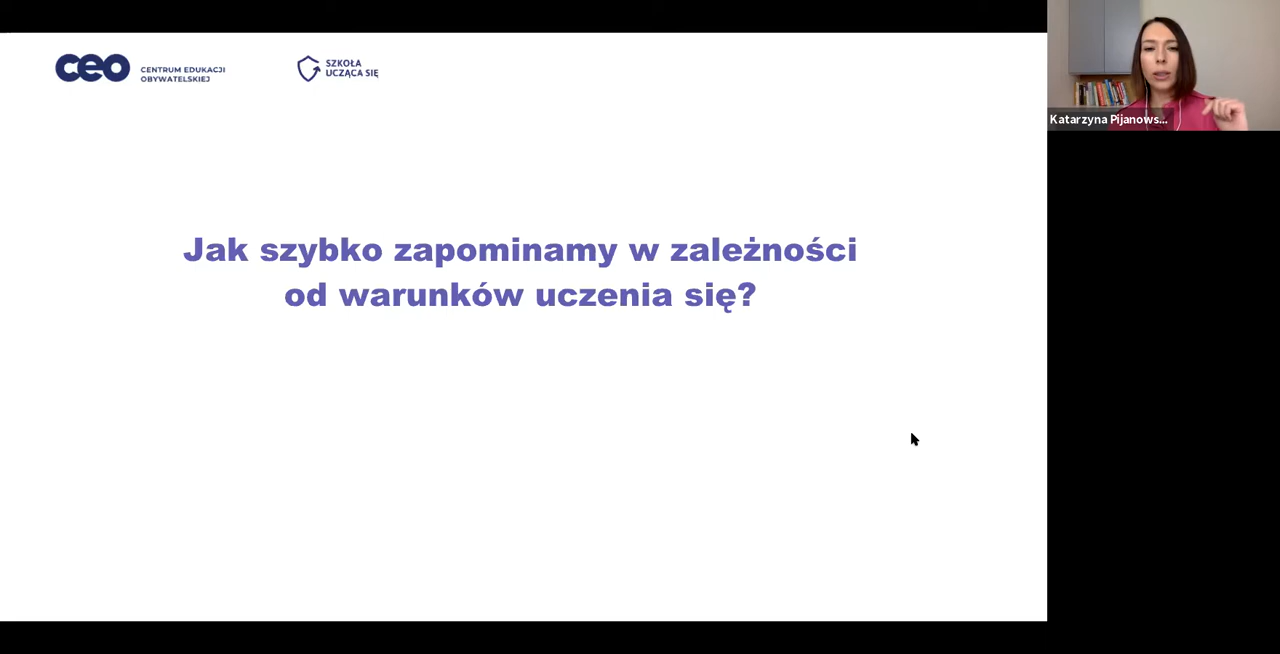 ceo
CENTRUM EDUKACJI
OBYWATELSKIEJ
SZKOŁA
UCZĄCA SIĘ
Katarzyna Pijanows...
Jak szybko zapominamy w zależności
od warunków uczenia się?